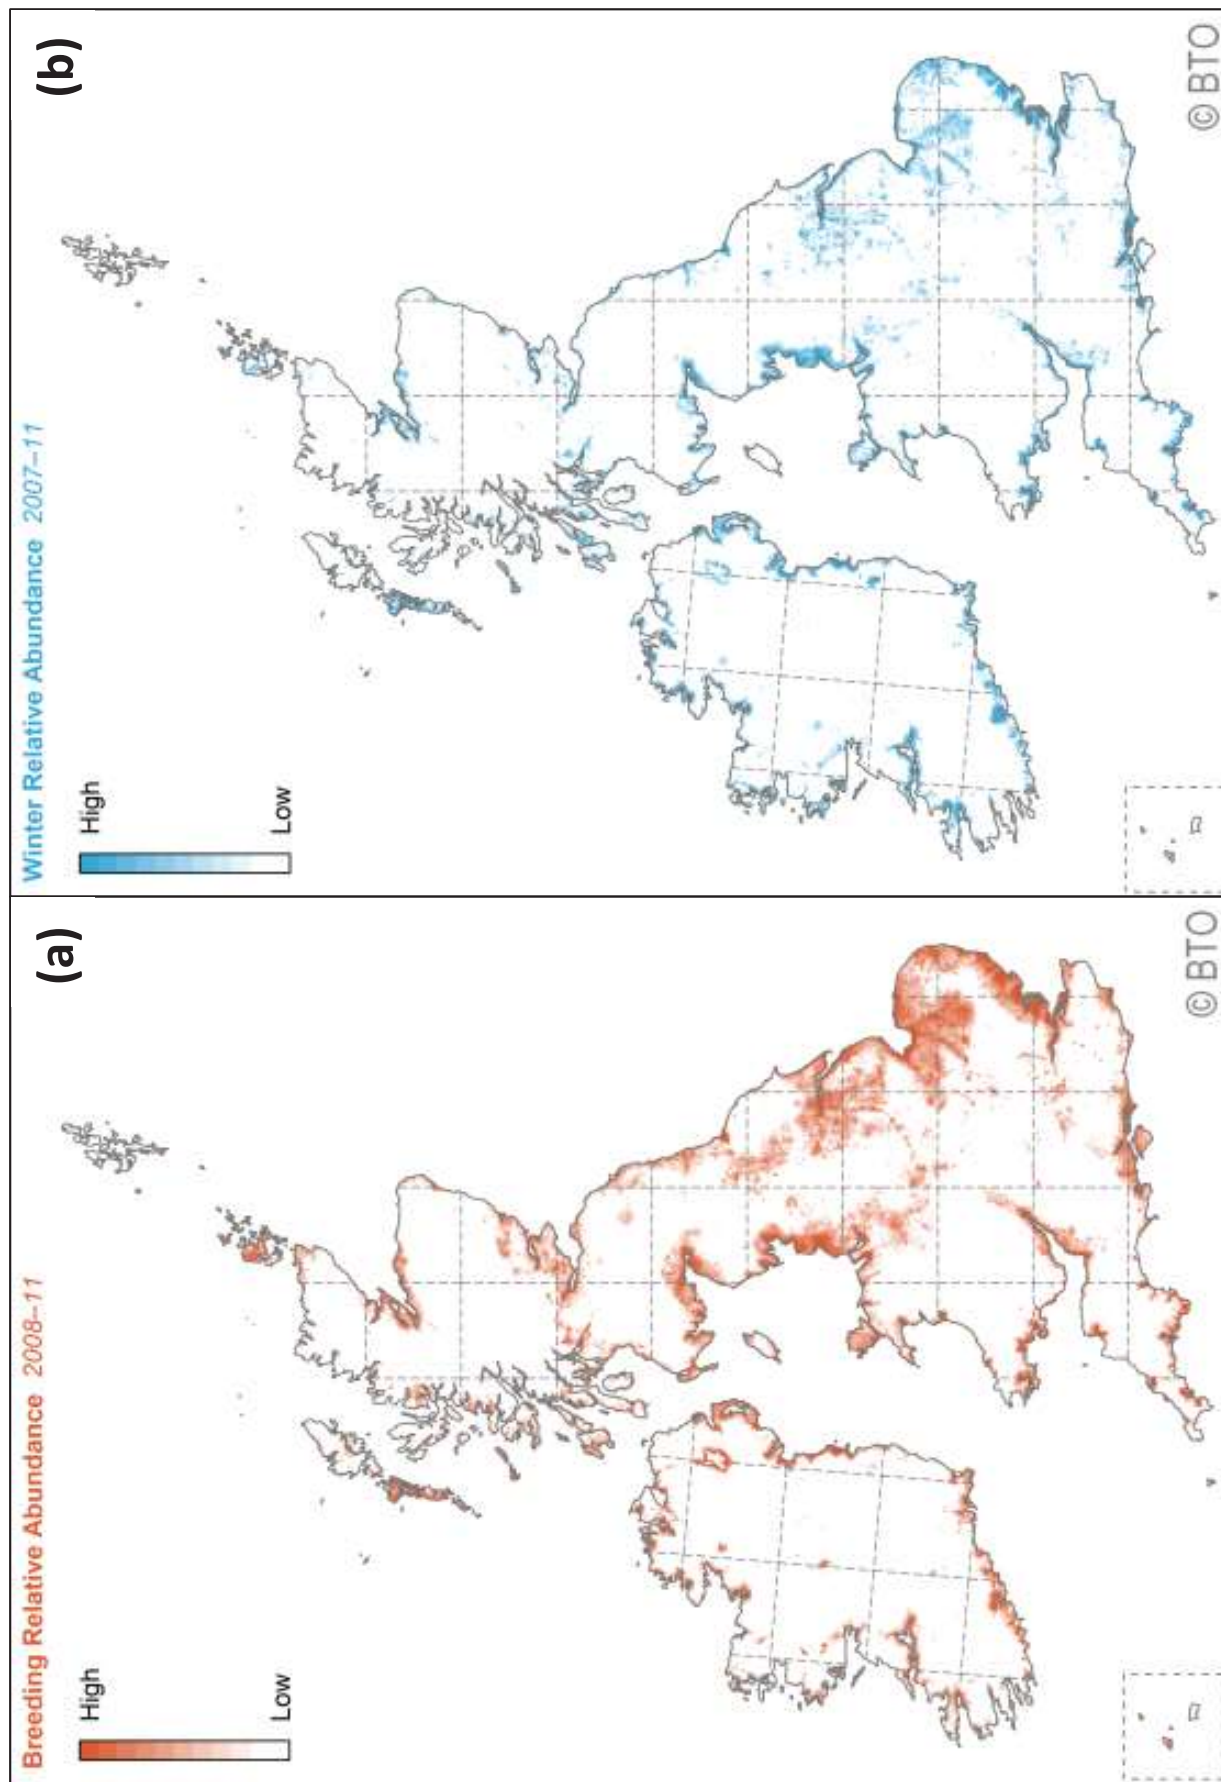 Breeding Relative Abundance 2008–11
(a)
High
Low
© BTO
Winter Relative Abundance 2007–11
(b)
High
Low
© BTO